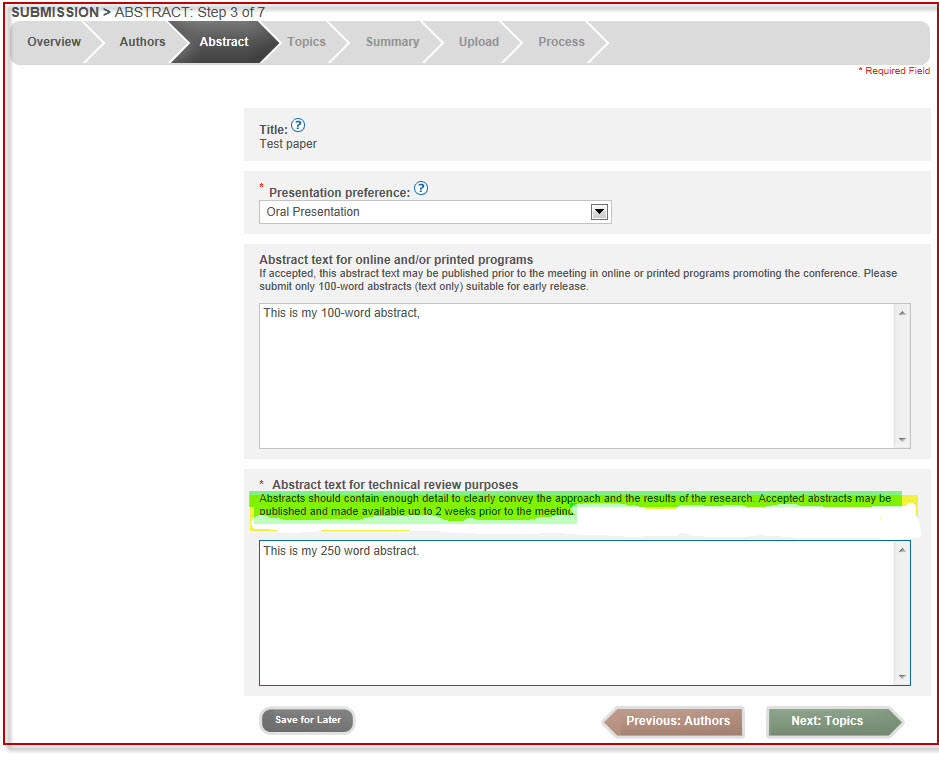 SUBMISSION > ABSTRACT: Step 3 of 7
Overview Authors Abstract Topics Summary Upload Process
* Required Field
Title: ?
Test paper
* Presentation preference: ?
Oral Presentation
Abstract text for online and/or printed programs
If accepted, this abstract text may be published prior to the meeting in online or printed programs promoting the conference. Please
submit only 100-word abstracts (text only) suitable for early release.
This is my 100-word abstract,
* Abstract text for technical review purposes
Abstracts should contain enough detail to clearly convey the approach and the results of the research. Accepted abstracts may be
published and made available up to 2 weeks prior to the meeting.
This is my 250 word abstract.
Save for Later Previous: Authors Next: Topics